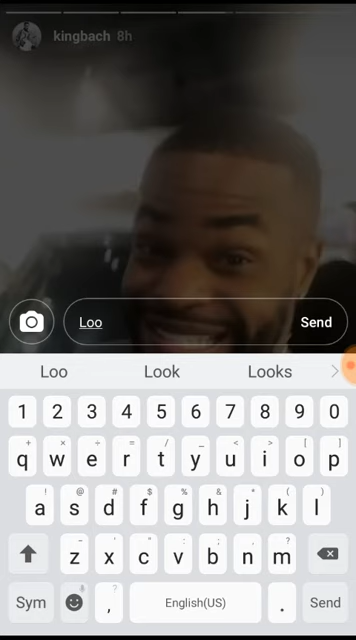 kingbach 8h
Loo Send
Loo Look Looks
1 2 3 4 5 6 7 8 9 0
+ × ÷ = / _ < > [ ]
q w e r t y u i o p
! @ # $ % & * ( )
a s d f g h j k l
- ' " : ; , ?
z x c v b n m
Sym , ? English(US) . Send